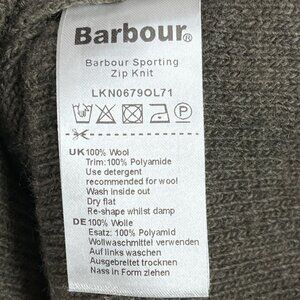 Barbour®
Barbour Sporting
Zip Knit
LKN0679OL71
UK 100% Wool
Trim: 100% Polyamide
Use detergent
recommended for wool
Wash inside out
Dry flat
Re-shape whilst damp
DE 100% Wolle
Esatz: 100% Polyamid
Wollwaschmittel verwenden
Auf links waschen
Ausgebreitet trocknen
Nass in Form ziehen